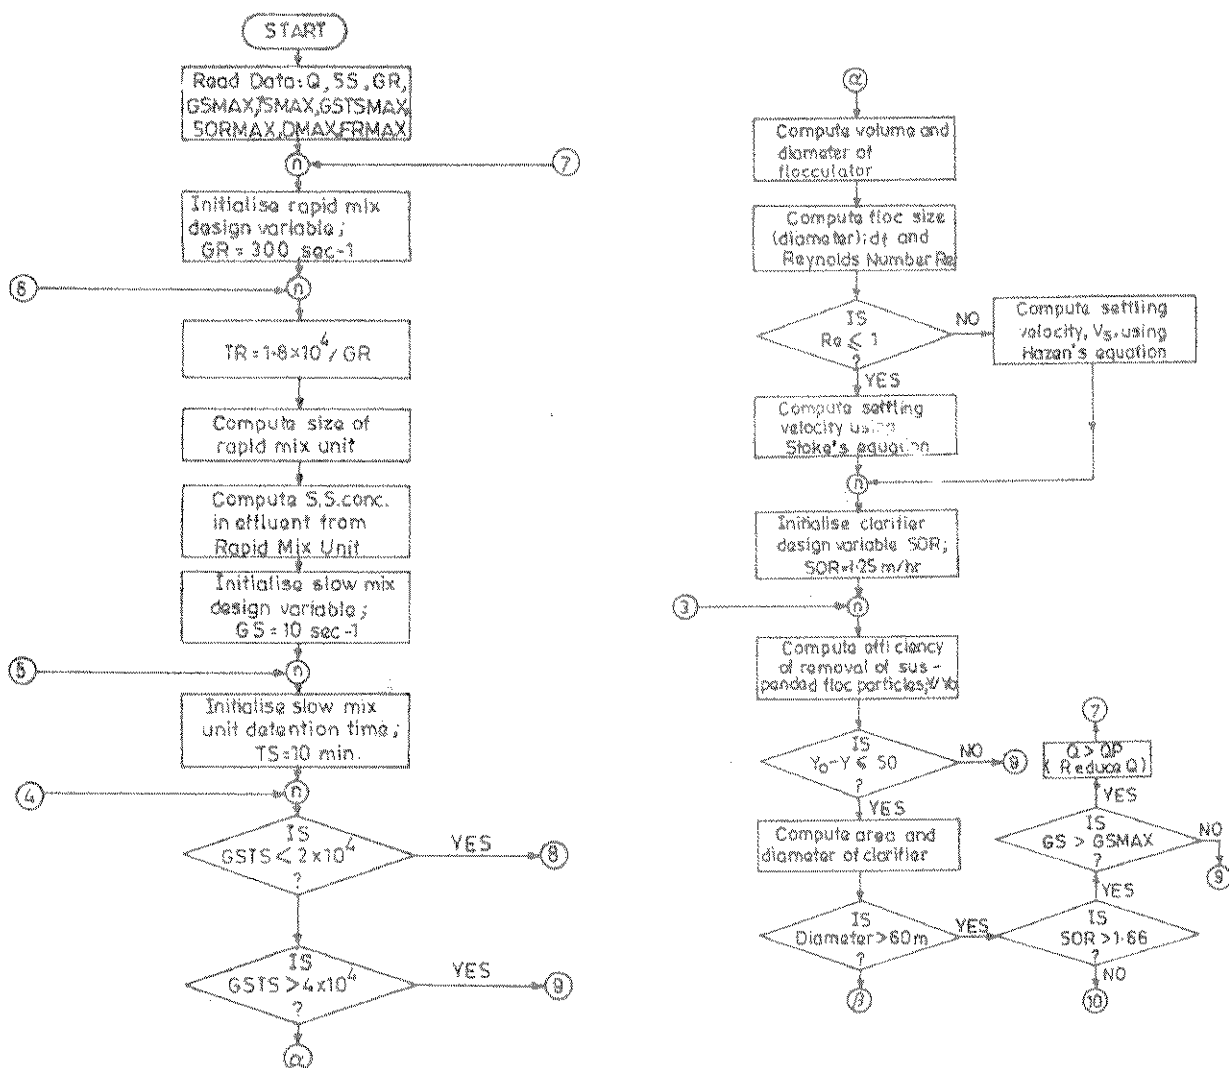 START
Read Data: Q, SS, GR,
GSMAX, TSMAX, GSTSMAX,
SORMAX, DMAX, FRMAX
n
7
Initialise rapid mix
design variable;
GR = 300 sec-1
6
n
TR = 1·8×10⁴/ GR
Compute size of
rapid mix unit
Compute S.S. conc.
in effluent from
Rapid Mix Unit
Initialise slow mix
design variable;
GS = 10 sec-1
5
n
Initialise slow mix
unit detention time;
TS=10 min.
4
n
IS
GSTS < 2×10⁴
?
YES
8
IS
GSTS > 4×10⁴
?
YES
9
α
α
Compute volume and
diameter of
flocculator
Compute floc size
(diameter); df and
Reynolds Number Re
IS
Re ⩽ 1
?
NO
Compute settling
velocity, Vs, using
Hazen's equation
YES
Compute settling
velocity using
Stoke's equation
n
Initialise clarifier
design variable SOR;
SOR=1·25 m/hr
3
n
Compute efficiency
of removal of sus-
pended floc particles, Y/Yo
IS
Yo-Y ⩽ 50
?
NO
9
YES
Compute area and
diameter of clarifier
IS
Diameter > 60m
?
YES
β
7
Q > QP
( Reduce Q )
YES
IS
GS > GSMAX
?
NO
9
YES
IS
SOR > 1·66
?
NO
10